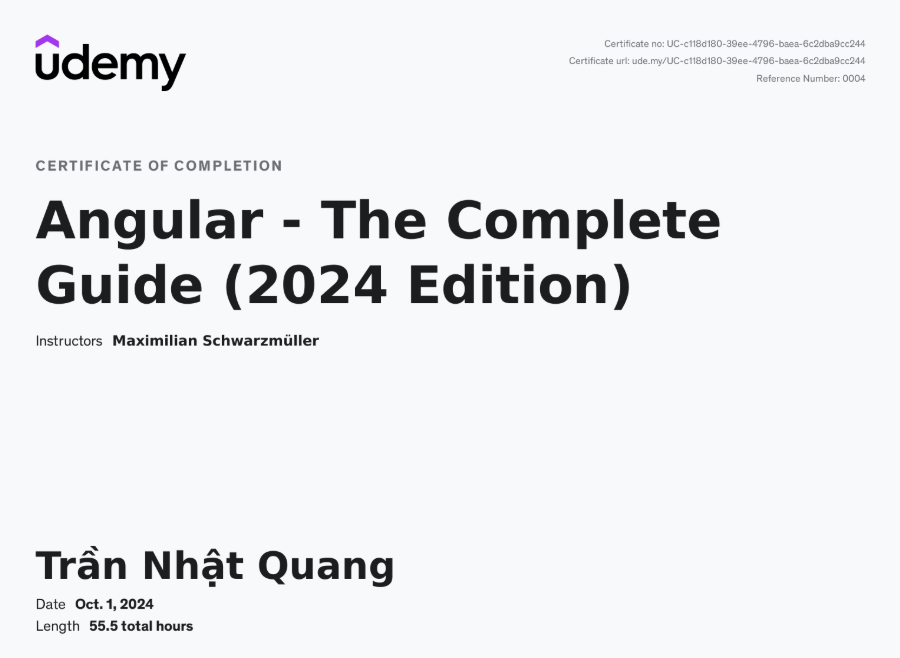 udemy
Certificate no: UC-c118d180-39ee-4796-baea-6c2dba9cc244
Certificate url: ude.my/UC-c118d180-39ee-4796-baea-6c2dba9cc244
Reference Number: 0004
CERTIFICATE OF COMPLETION
Angular - The Complete
Guide (2024 Edition)
Instructors Maximilian Schwarzmüller
Trần Nhật Quang
Date Oct. 1, 2024
Length 55.5 total hours